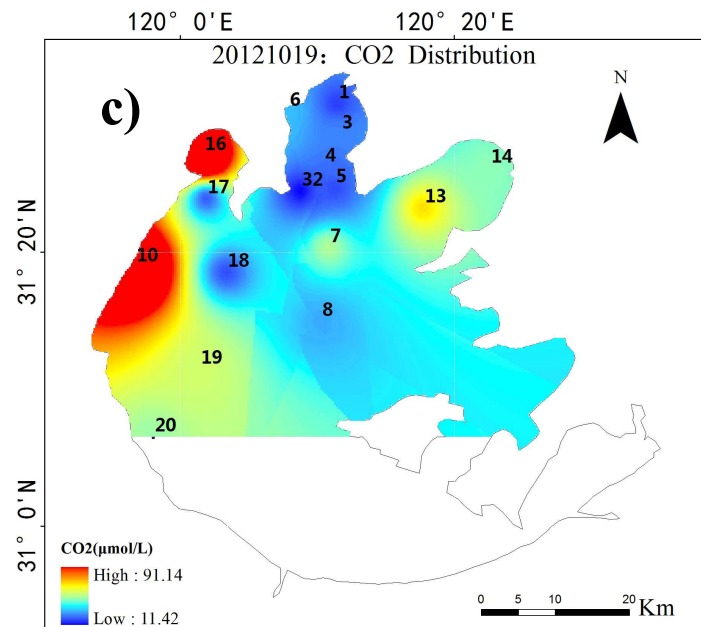 120° 0'E 120° 20'E
20121019: CO2 Distribution
c)
N
1
6
3
16
4
14
5
32
17
13
7
10
18
8
19
20
31° 20'N
31° 0'N
CO2(μmol/L)
High : 91.14
Low : 11.42
0 5 10 20 Km